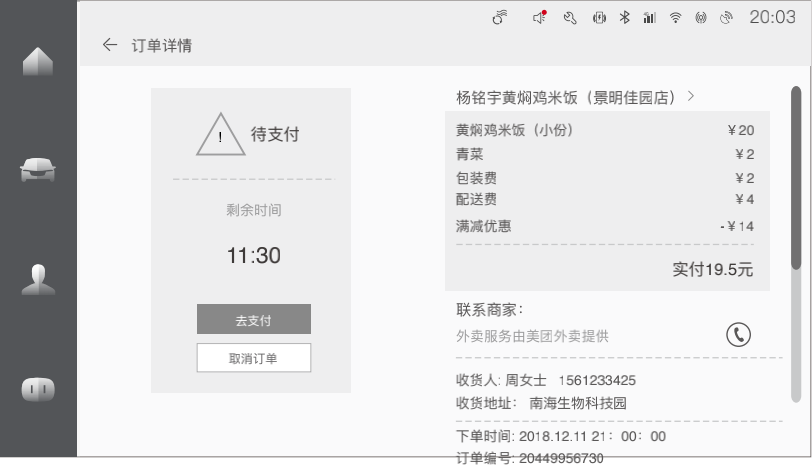 20:03
订单详情
!
待支付
剩余时间
11:30
去支付
取消订单
杨铭宇黄焖鸡米饭（景明佳园店）
黄焖鸡米饭（小份） ￥20
青菜 ￥2
包装费 ￥2
配送费 ￥4
满减优惠 -￥14
实付19.5元
联系商家：
外卖服务由美团外卖提供
收货人: 周女士 1561233425
收货地址： 南海生物科技园
下单时间: 2018.12.11 21：00：00
订单编号: 20449956730